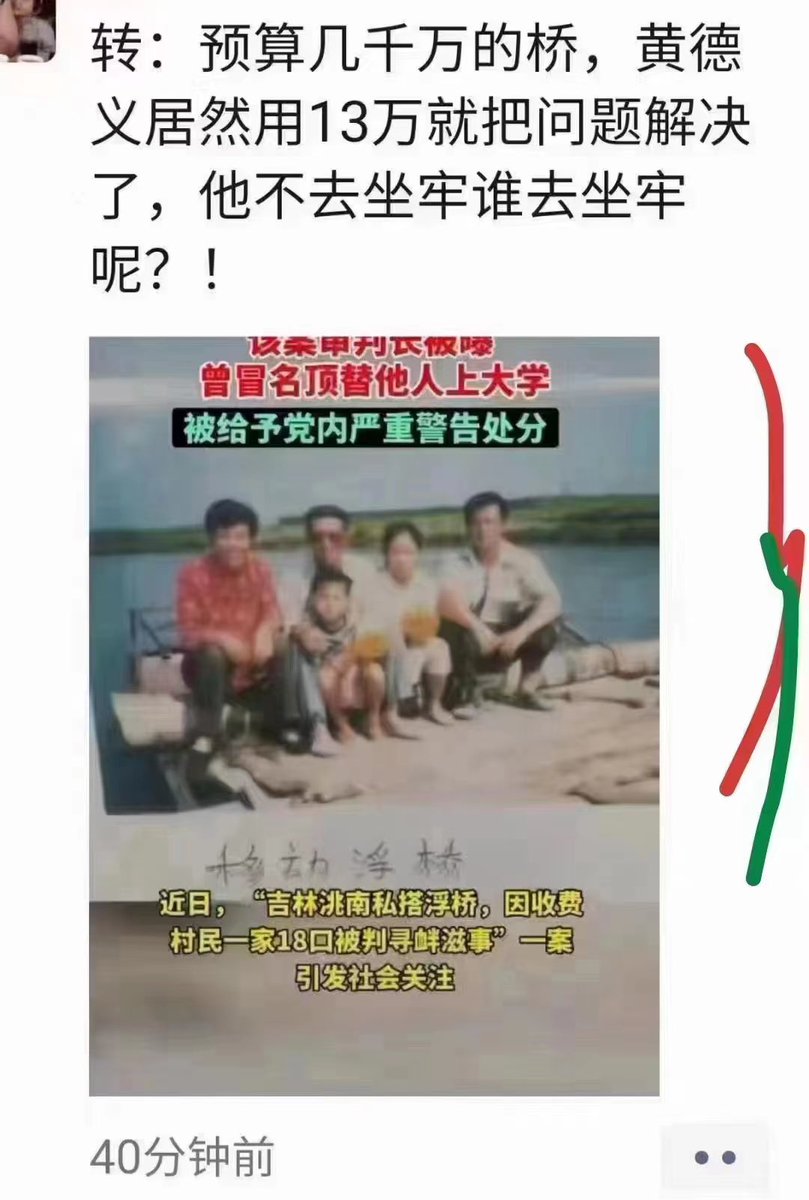 转：预算几千万的桥，黄德
义居然用13万就把问题解决
了，他不去坐牢谁去坐牢
呢？！
该案审判长被曝
曾冒名顶替他人上大学
被给予党内严重警告处分
移动浮桥
近日，“吉林洮南私搭浮桥，因收费
村民一家18口被判寻衅滋事”一案
引发社会关注
40分钟前